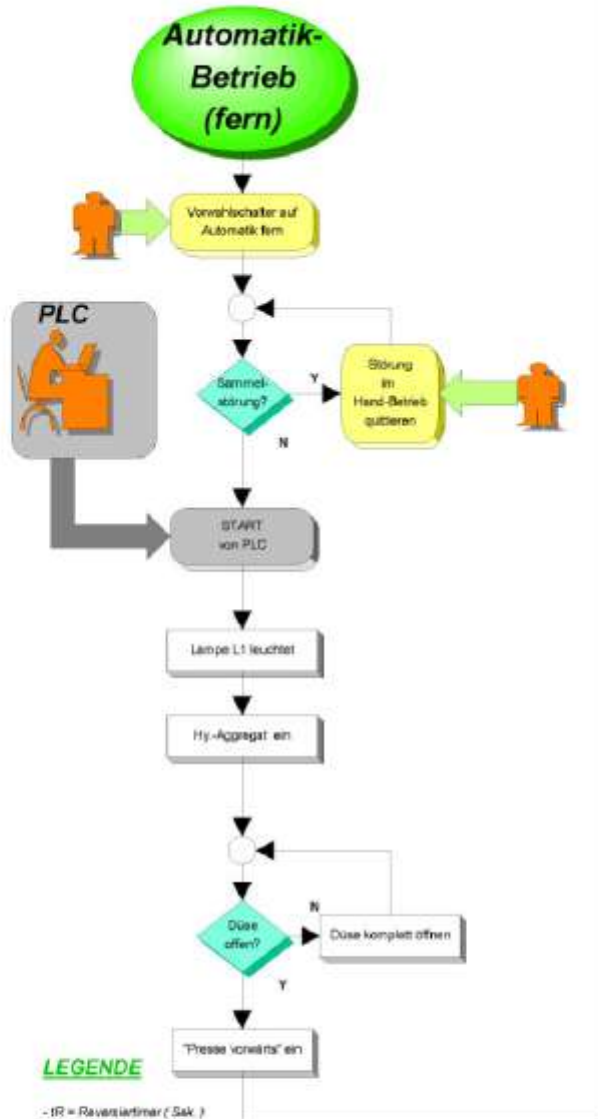 Automatik-
Betrieb
(fern)
Vorwahlschalter auf
Automatik fern
PLC
Sammel-
störung?
Y
Störung
im
Hand-Betrieb
quittieren
N
START
von PLC
Lampe L1 leuchtet
Hy.-Aggregat ein
Düse
offen?
N
Düse komplett öffnen
Y
"Presse vorwärts" ein
LEGENDE
- tR = Reversiertimer ( Sek. )